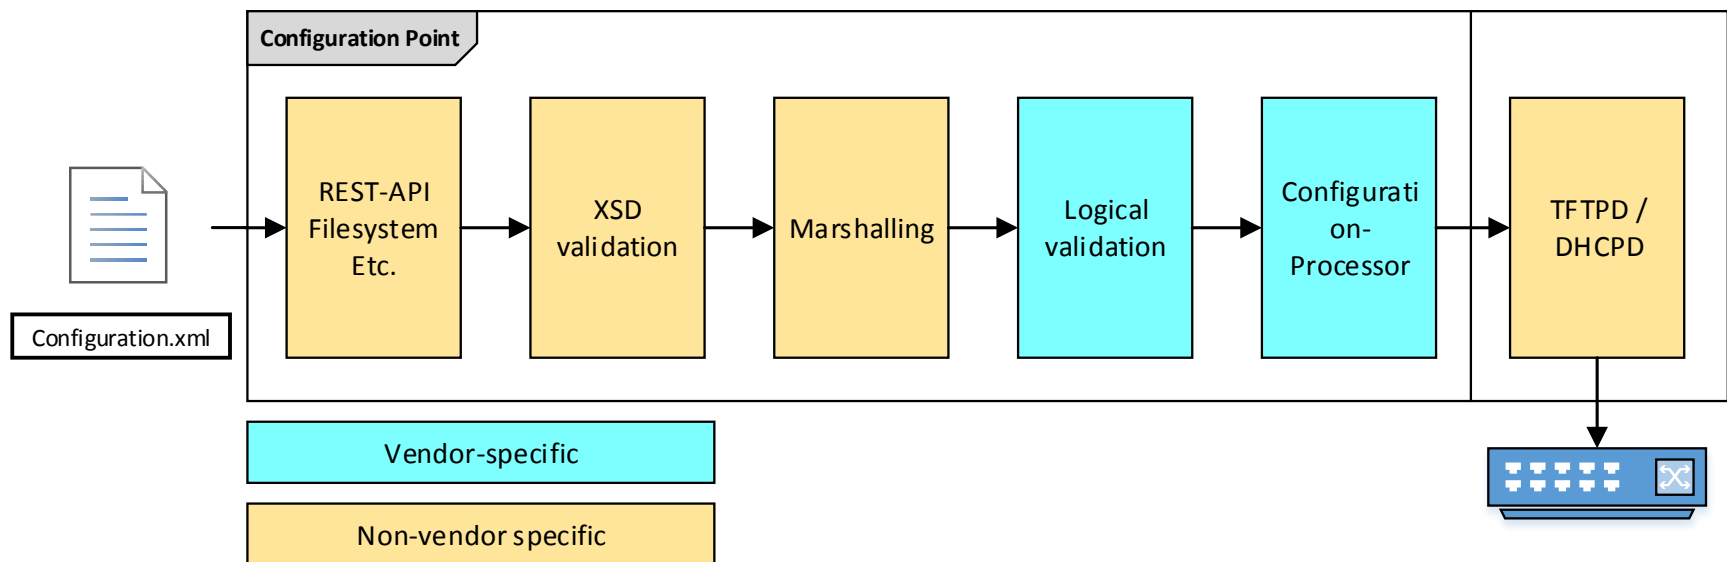 Configuration Point
REST-API
Filesystem
Etc.
XSD
validation
Marshalling
Logical
validation
Configurati
on-
Processor
TFTPD /
DHCPD
Configuration.xml
Vendor-specific
Non-vendor specific